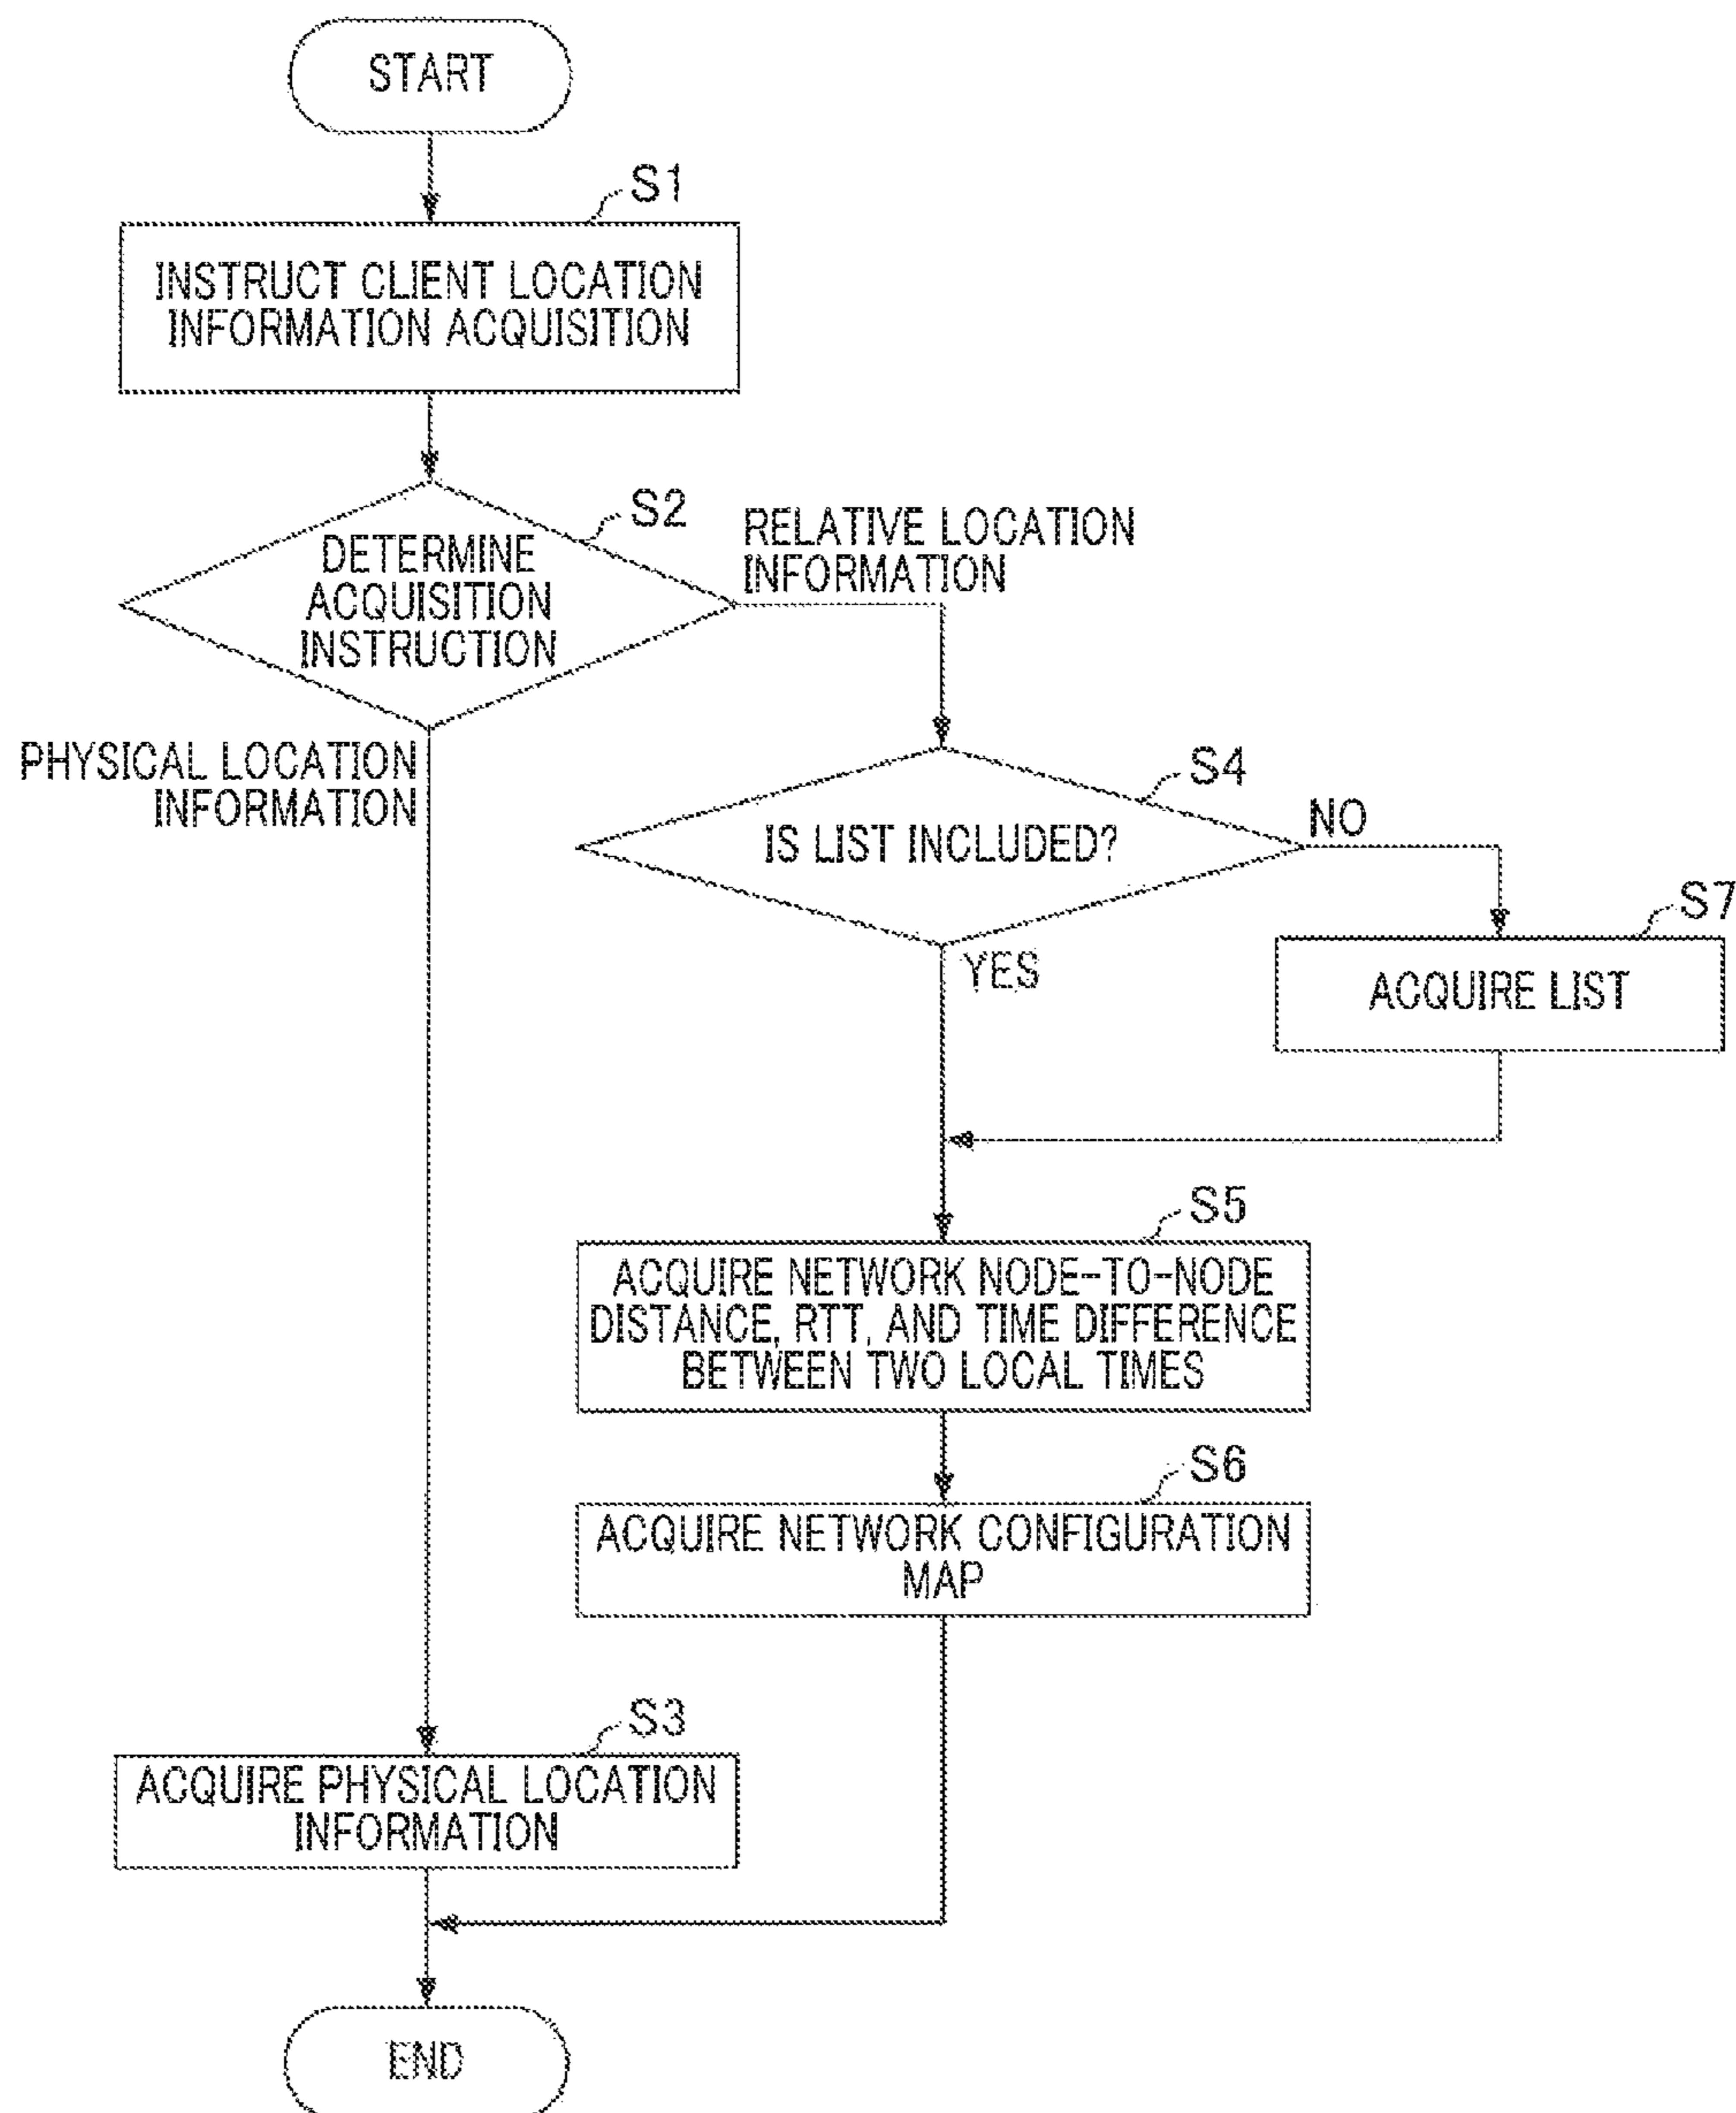 START
S1
INSTRUCT CLIENT LOCATION
INFORMATION ACQUISITION
S2
DETERMINE
ACQUISITION
INSTRUCTION
RELATIVE LOCATION
INFORMATION
PHYSICAL LOCATION
INFORMATION
S4
IS LIST INCLUDED?
NO
YES
S7
ACQUIRE LIST
S5
ACQUIRE NETWORK NODE-TO-NODE
DISTANCE, RTT, AND TIME DIFFERENCE
BETWEEN TWO LOCAL TIMES
S6
ACQUIRE NETWORK CONFIGURATION
MAP
S3
ACQUIRE PHYSICAL LOCATION
INFORMATION
END